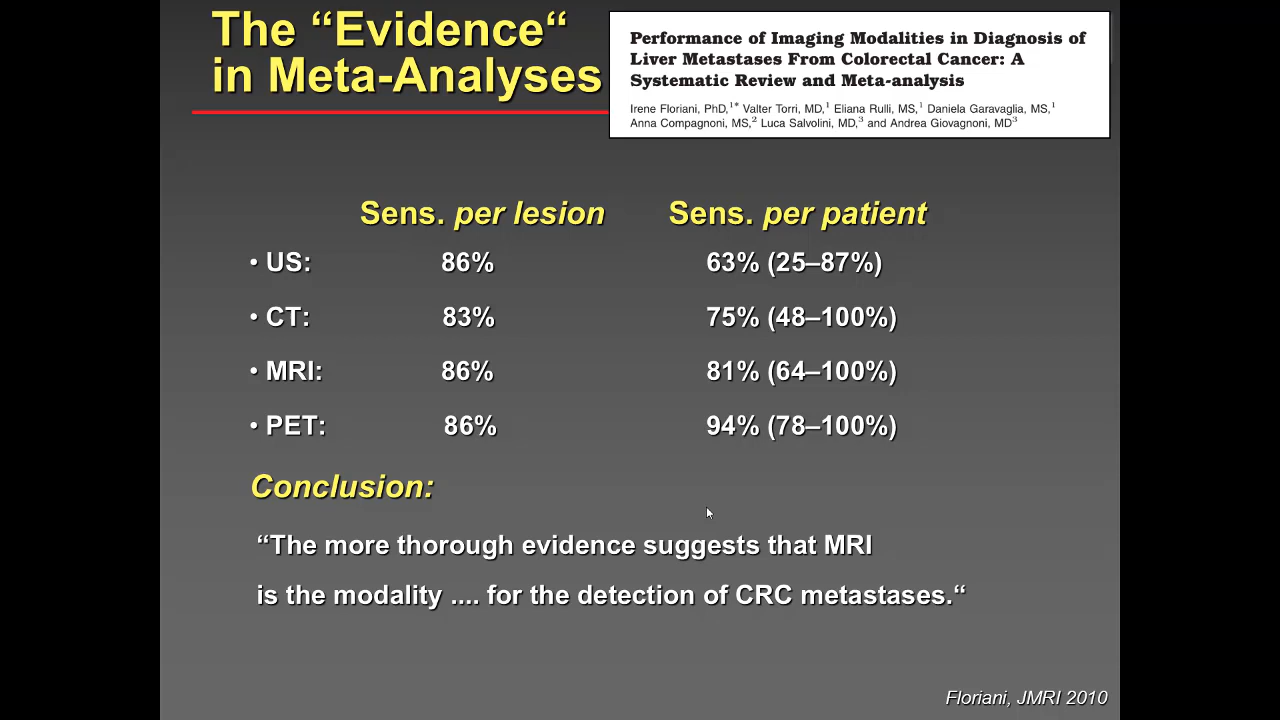 The “Evidence“
in Meta-Analyses
Performance of Imaging Modalities in Diagnosis of
Liver Metastases From Colorectal Cancer: A
Systematic Review and Meta-analysis
Irene Floriani, PhD,1* Valter Torri, MD,1 Eliana Rulli, MS,1 Daniela Garavaglia, MS,1
Anna Compagnoni, MS,2 Luca Salvolini, MD,3 and Andrea Giovagnoni, MD3
Sens. per lesion Sens. per patient
• US: 86% 63% (25–87%)
• CT: 83% 75% (48–100%)
• MRI: 86% 81% (64–100%)
• PET: 86% 94% (78–100%)
Conclusion:
“The more thorough evidence suggests that MRI
is the modality .... for the detection of CRC metastases.“
Floriani, JMRI 2010